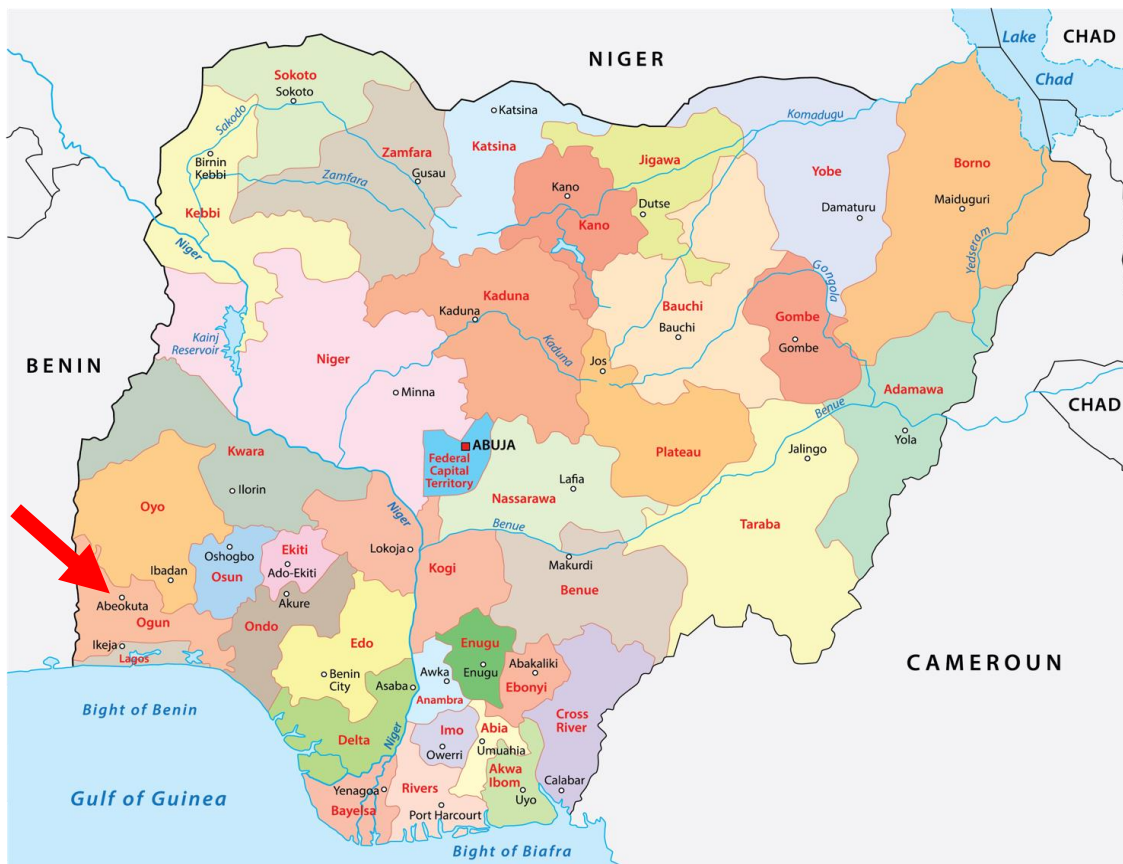 NIGER
Lake
Chad
CHAD
Sokoto
Sokoto
Katsina
Komadugu
Sakodo
Zamfara
Katsina
Jigawa
Birnin
Kebbi
Zamfara
Gusau
Yobe
Borno
Kano
Dutse
Damaturu
Maiduguri
Kebbi
Kano
Niger
Yedseram
Gongola
Kaduna
Bauchi
Kaduna
Gombe
Kainj
Reservoir
Bauchi
Gombe
Niger
Kaduna
BENIN
Jos
Minna
Adamawa
CHAD
Benue
ABUJA
Yola
Kwara
Federal
Capital
Territory
Plateau
Jalingo
Ilorin
Lafia
Nassarawa
Oyo
Niger
Benue
Taraba
Oshogbo
Ekiti
Lokoja
Ibadan
Osun
Ado-Ekiti
Kogi
Makurdi
Benue
Abeokuta
Akure
Ogun
Ondo
Ikeja
Lagos
Edo
Enugu
Abakaliki
CAMEROUN
Benin
City
Asaba
Awka
Enugu
Ebonyi
Anambra
Bight of Benin
Cross
River
Delta
Niger
Imo
Abia
Owerri
Umuahia
Akwa
Ibom
Calabar
Gulf of Guinea
Yenagoa
Rivers
Uyo
Bayelsa
Port Harcourt
Bight of Biafra